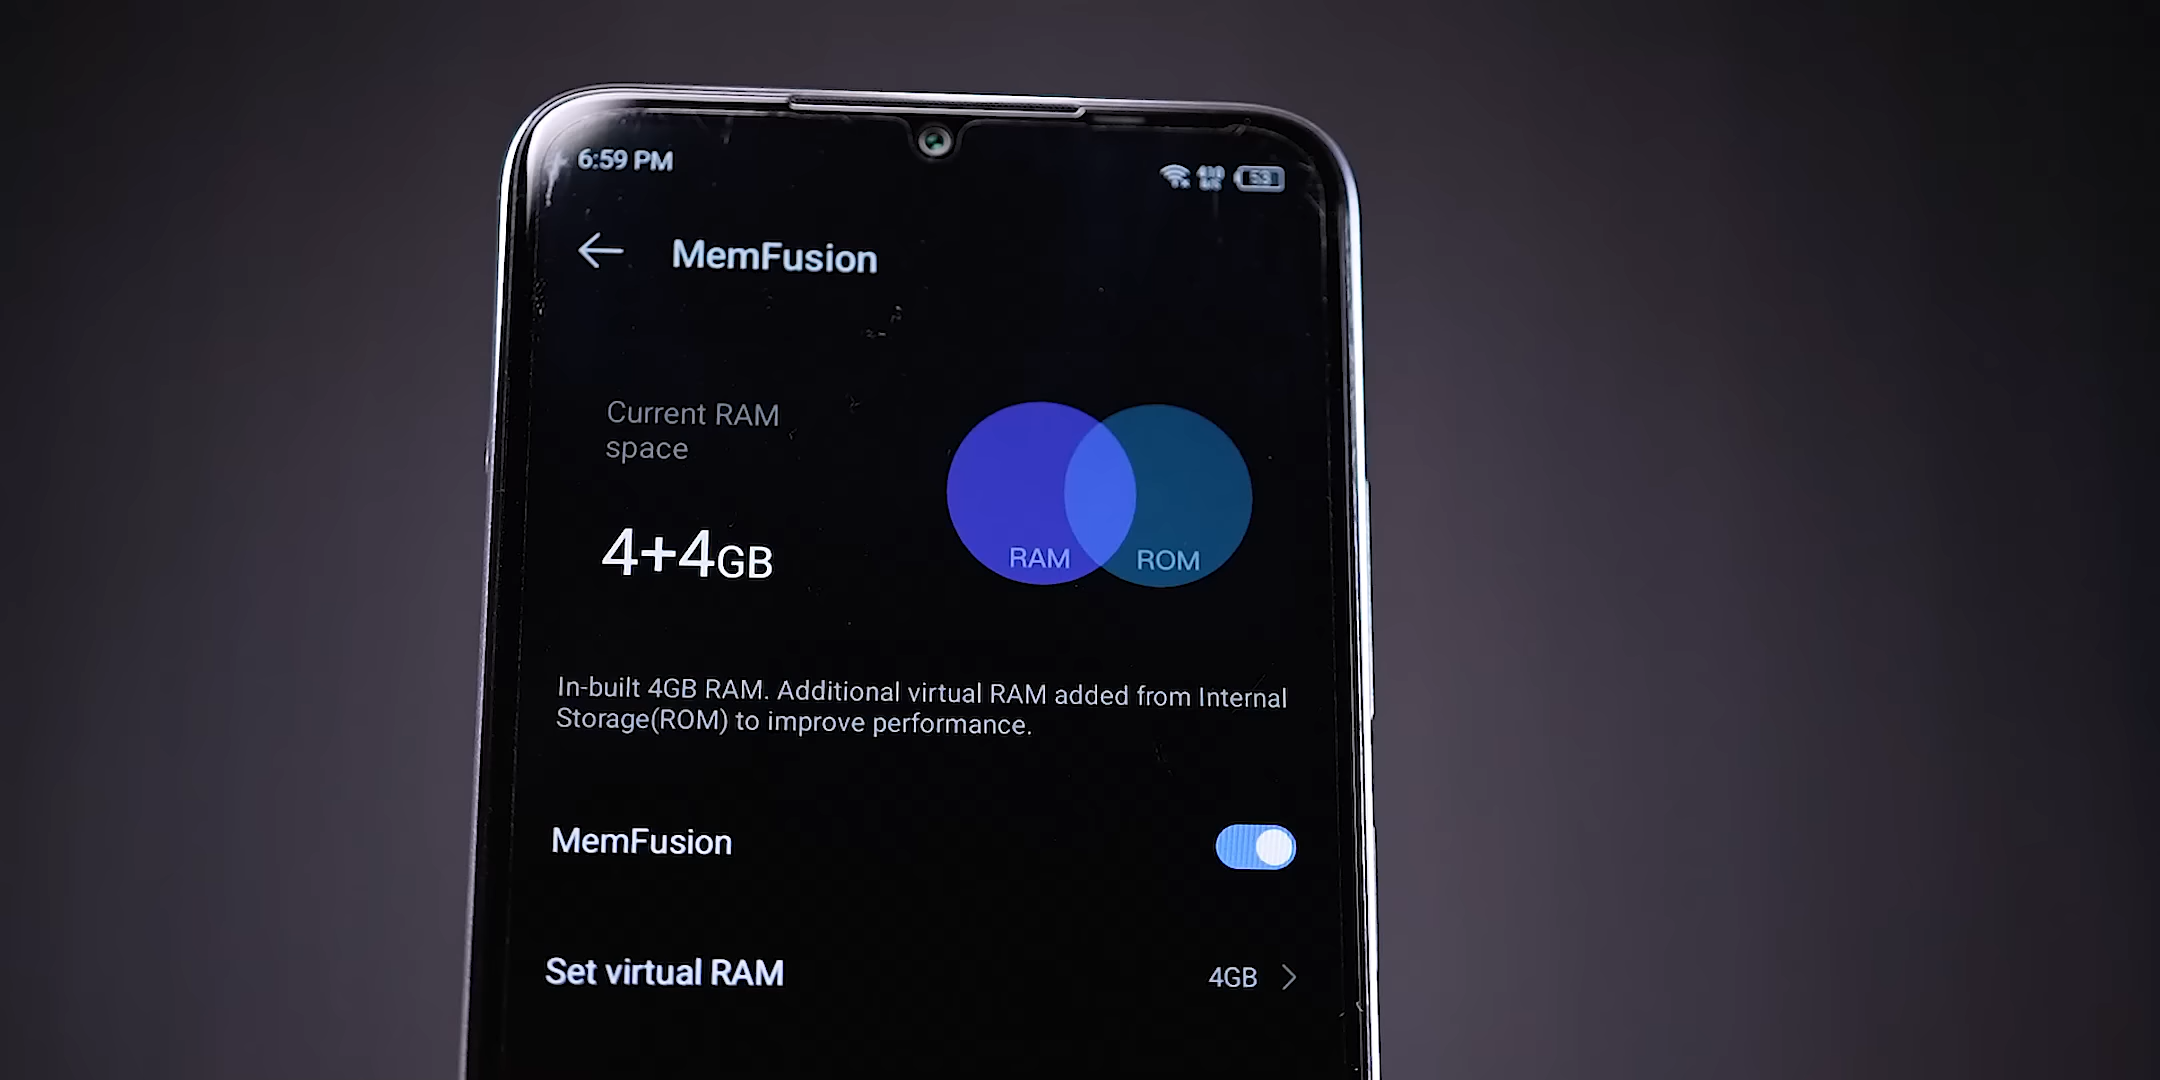 6:59 PM
53
MemFusion
Current RAM
space
4+4GB
RAM
ROM
In-built 4GB RAM. Additional virtual RAM added from Internal
Storage(ROM) to improve performance.
MemFusion
Set virtual RAM
4GB